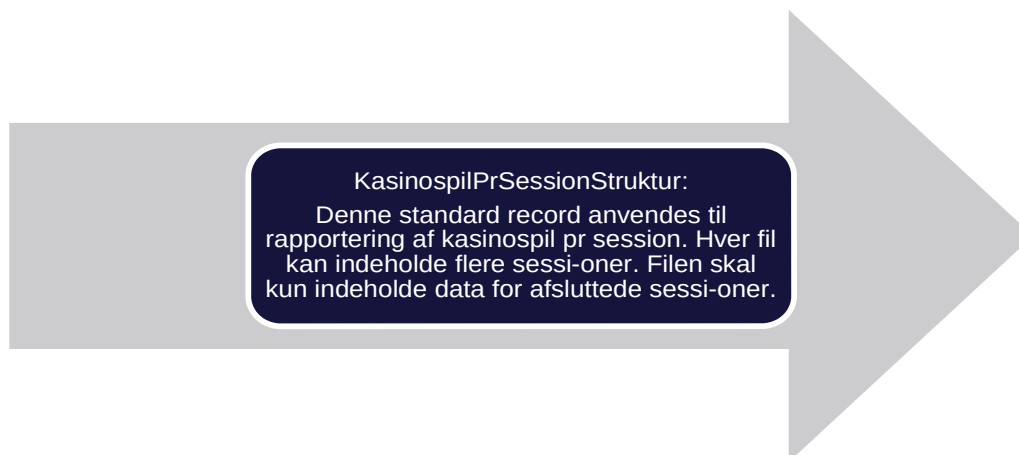 KasinospilPrSessionStruktur:
Denne standard record anvendes til
rapportering af kasinospil pr session. Hver fil
kan indeholde flere sessi-oner. Filen skal
kun indeholde data for afsluttede sessi-oner.